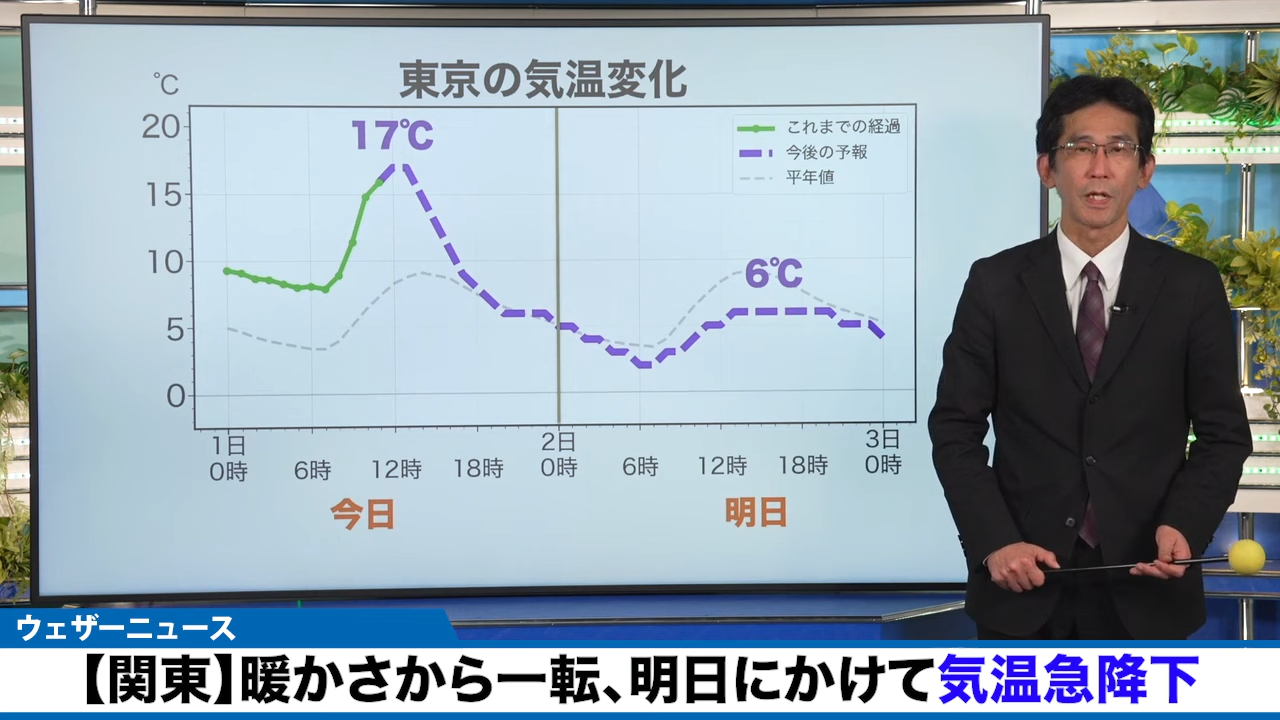 東京の気温変化
℃
20
15
10
5
0
17℃
6℃
これまでの経過
今後の予報
平年値
1日 2日 3日
0時 6時 12時 18時 0時 6時 12時 18時 0時
今日 明日
ウェザーニュース
【関東】暖かさから一転、明日にかけて気温急降下